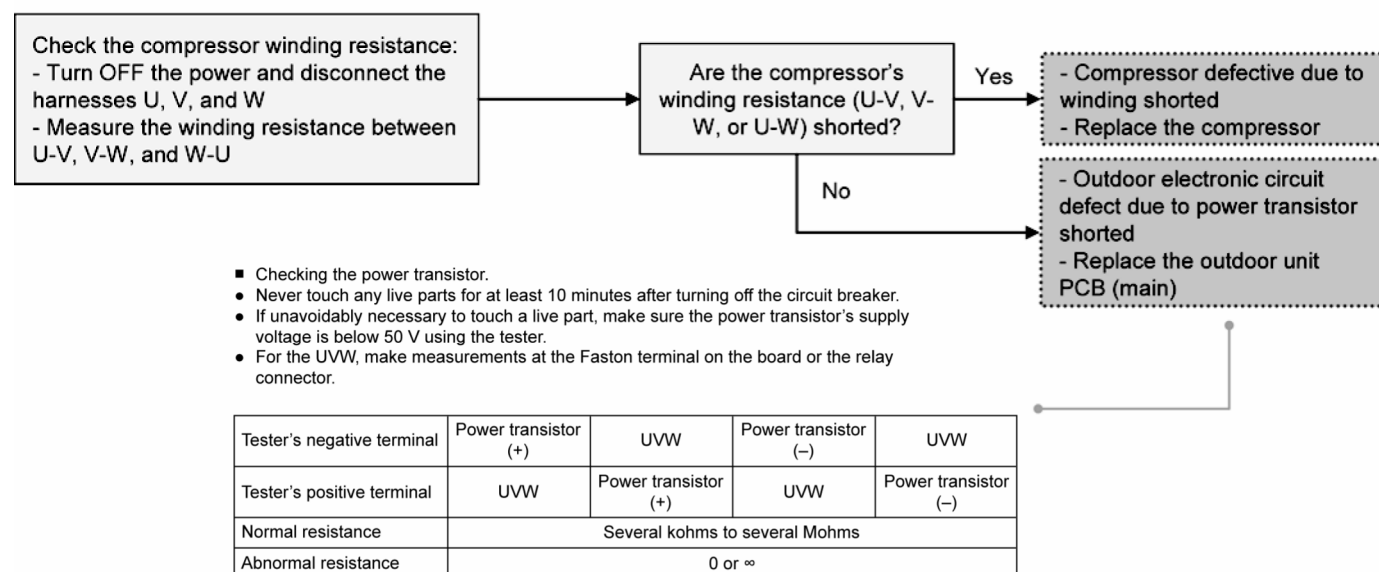 Check the compressor winding resistance:
- Turn OFF the power and disconnect the
harnesses U, V, and W
- Measure the winding resistance between
U-V, V-W, and W-U
Are the compressor's
winding resistance (U-V, V-
W, or U-W) shorted?
Yes
- Compressor defective due to
winding shorted
- Replace the compressor
No
- Outdoor electronic circuit
defect due to power transistor
shorted
- Replace the outdoor unit
PCB (main)
■ Checking the power transistor.
● Never touch any live parts for at least 10 minutes after turning off the circuit breaker.
● If unavoidably necessary to touch a live part, make sure the power transistor's supply
voltage is below 50 V using the tester.
● For the UVW, make measurements at the Faston terminal on the board or the relay
connector.
Tester's negative terminal Power transistor (+) UVW Power transistor (–) UVW
Tester's positive terminal UVW Power transistor (+) UVW Power transistor (–)
Normal resistance Several kohms to several Mohms
Abnormal resistance 0 or ∞